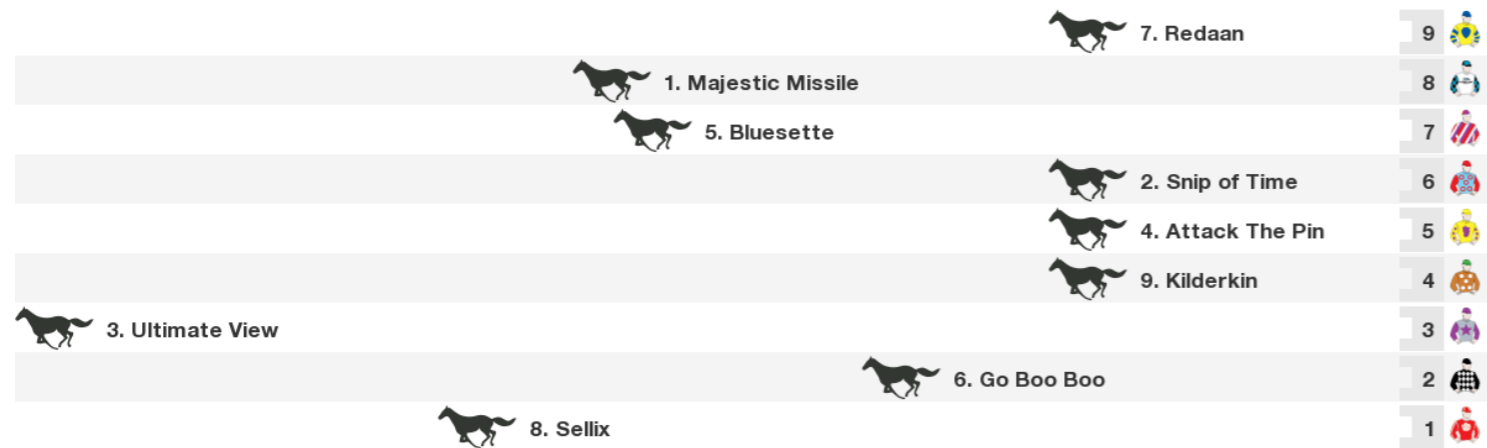 7. Redaan 9
1. Majestic Missile 8
5. Bluesette 7
2. Snip of Time 6
4. Attack The Pin 5
9. Kilderkin 4
3. Ultimate View 3
6. Go Boo Boo 2
8. Sellix 1